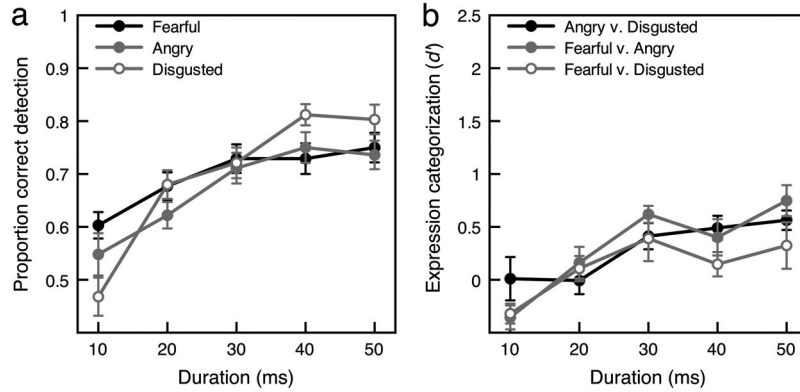 a
1
0.9
0.8
0.7
0.6
0.5
Proportion correct detection
Fearful
Angry
Disgusted
10 20 30 40 50
Duration (ms)
b
2.5
2
1.5
1
0.5
0
Expression categorization (d')
Angry v. Disgusted
Fearful v. Angry
Fearful v. Disgusted
10 20 30 40 50
Duration (ms)